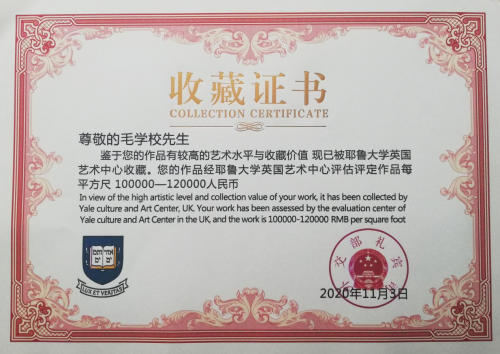 收藏证书
COLLECTION CERTIFICATE
尊敬的毛学校先生
鉴于您的作品有较高的艺术水平与收藏价值 现已被耶鲁大学英国
艺术中心收藏。您的作品经耶鲁大学英国艺术中心评估评定作品每
平方尺 100000—120000人民币
In view of the high artistic level and collection value of your work, it has been collected by
Yale culture and Art Center, UK. Your work has been assessed by the evaluation center of
Yale culture and Art Center in the UK, and the work is 100000-120000 RMB per square foot
LUX ET VERITAS
交部礼宾司
2020年11月3日